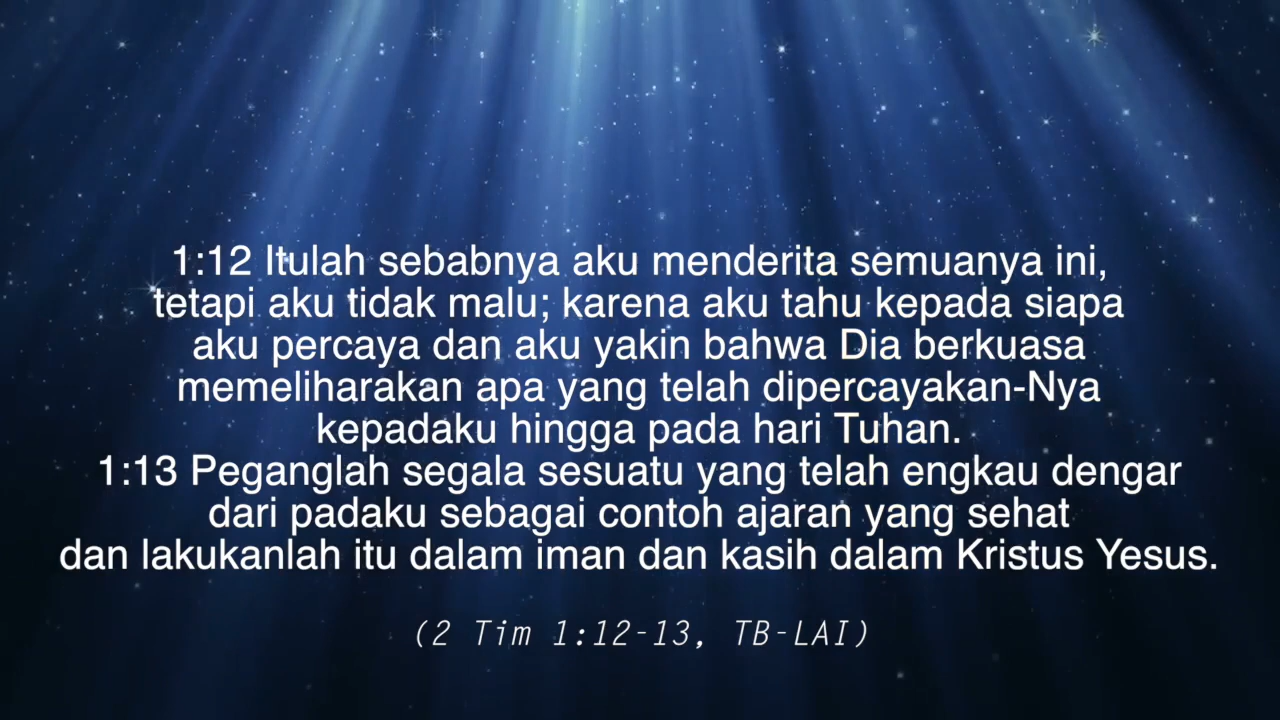 1:12 Itulah sebabnya aku menderita semuanya ini,
tetapi aku tidak malu; karena aku tahu kepada siapa
aku percaya dan aku yakin bahwa Dia berkuasa
memeliharakan apa yang telah dipercayakan-Nya
kepadaku hingga pada hari Tuhan.
1:13 Peganglah segala sesuatu yang telah engkau dengar
dari padaku sebagai contoh ajaran yang sehat
dan lakukanlah itu dalam iman dan kasih dalam Kristus Yesus.
(2 Tim 1:12-13, TB-LAI)